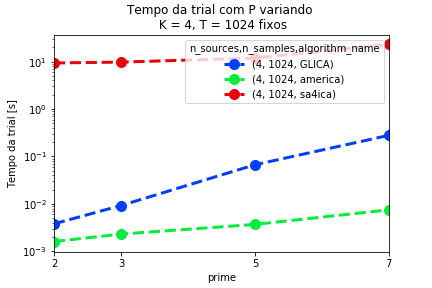 Tempo da trial com P variando
K = 4, T = 1024 fixos
n_sources,n_samples,algorithm_name
(4, 1024, GLICA)
(4, 1024, america)
(4, 1024, sa4ica)
Tempo da trial [s]
10¹
10⁰
10⁻¹
10⁻²
10⁻³
2 3 5 7
prime